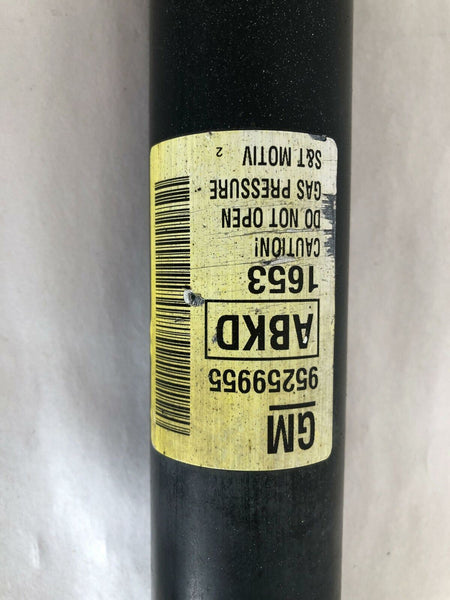 GM
95259955
ABKD
1653
CAUTION!
DO NOT OPEN
GAS PRESSURE
S&T MOTIV 2